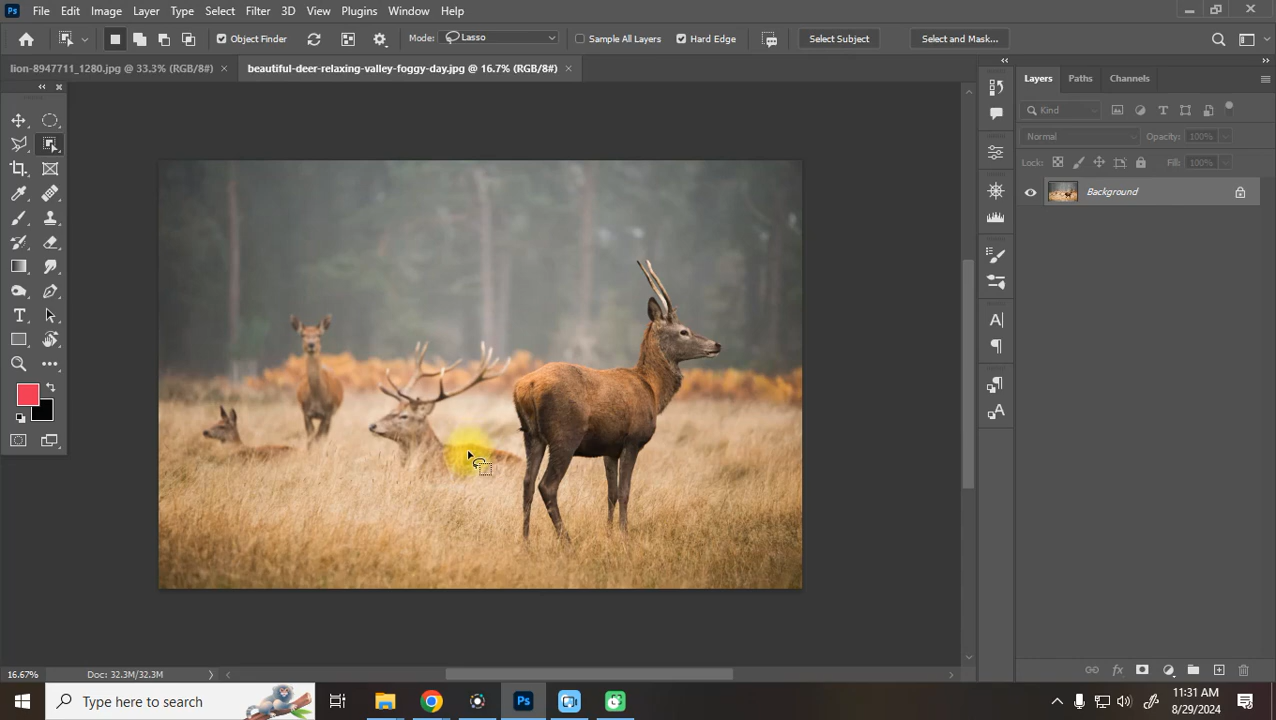 Ps File Edit Image Layer Type Select Filter 3D View Plugins Window Help
Object Finder Mode: Lasso Sample All Layers Hard Edge Select Subject Select and Mask...
lion-8947711_1280.jpg @ 33.3% (RGB/8#) × beautiful-deer-relaxing-valley-foggy-day.jpg @ 16.7% (RGB/8#) ×
Layers Paths Channels
Kind
Normal Opacity: 100%
Lock: Fill: 100%
Background
16.67% Doc: 32.3M/32.3M
Type here to search
Ps
11:31 AM
8/29/2024